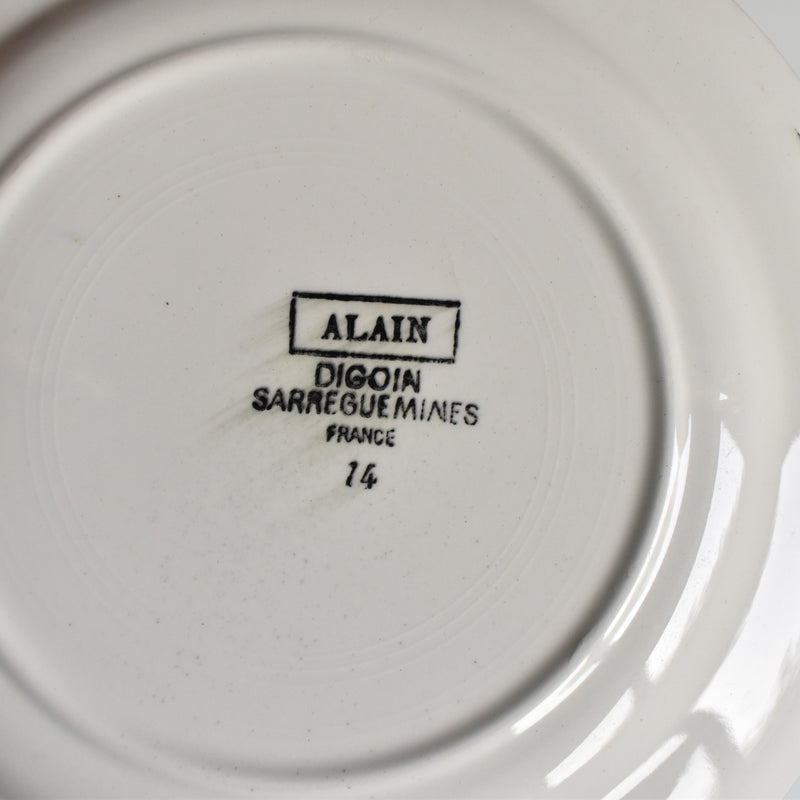 ALAIN
DIGOIN
SARREGUEMINES
FRANCE
14